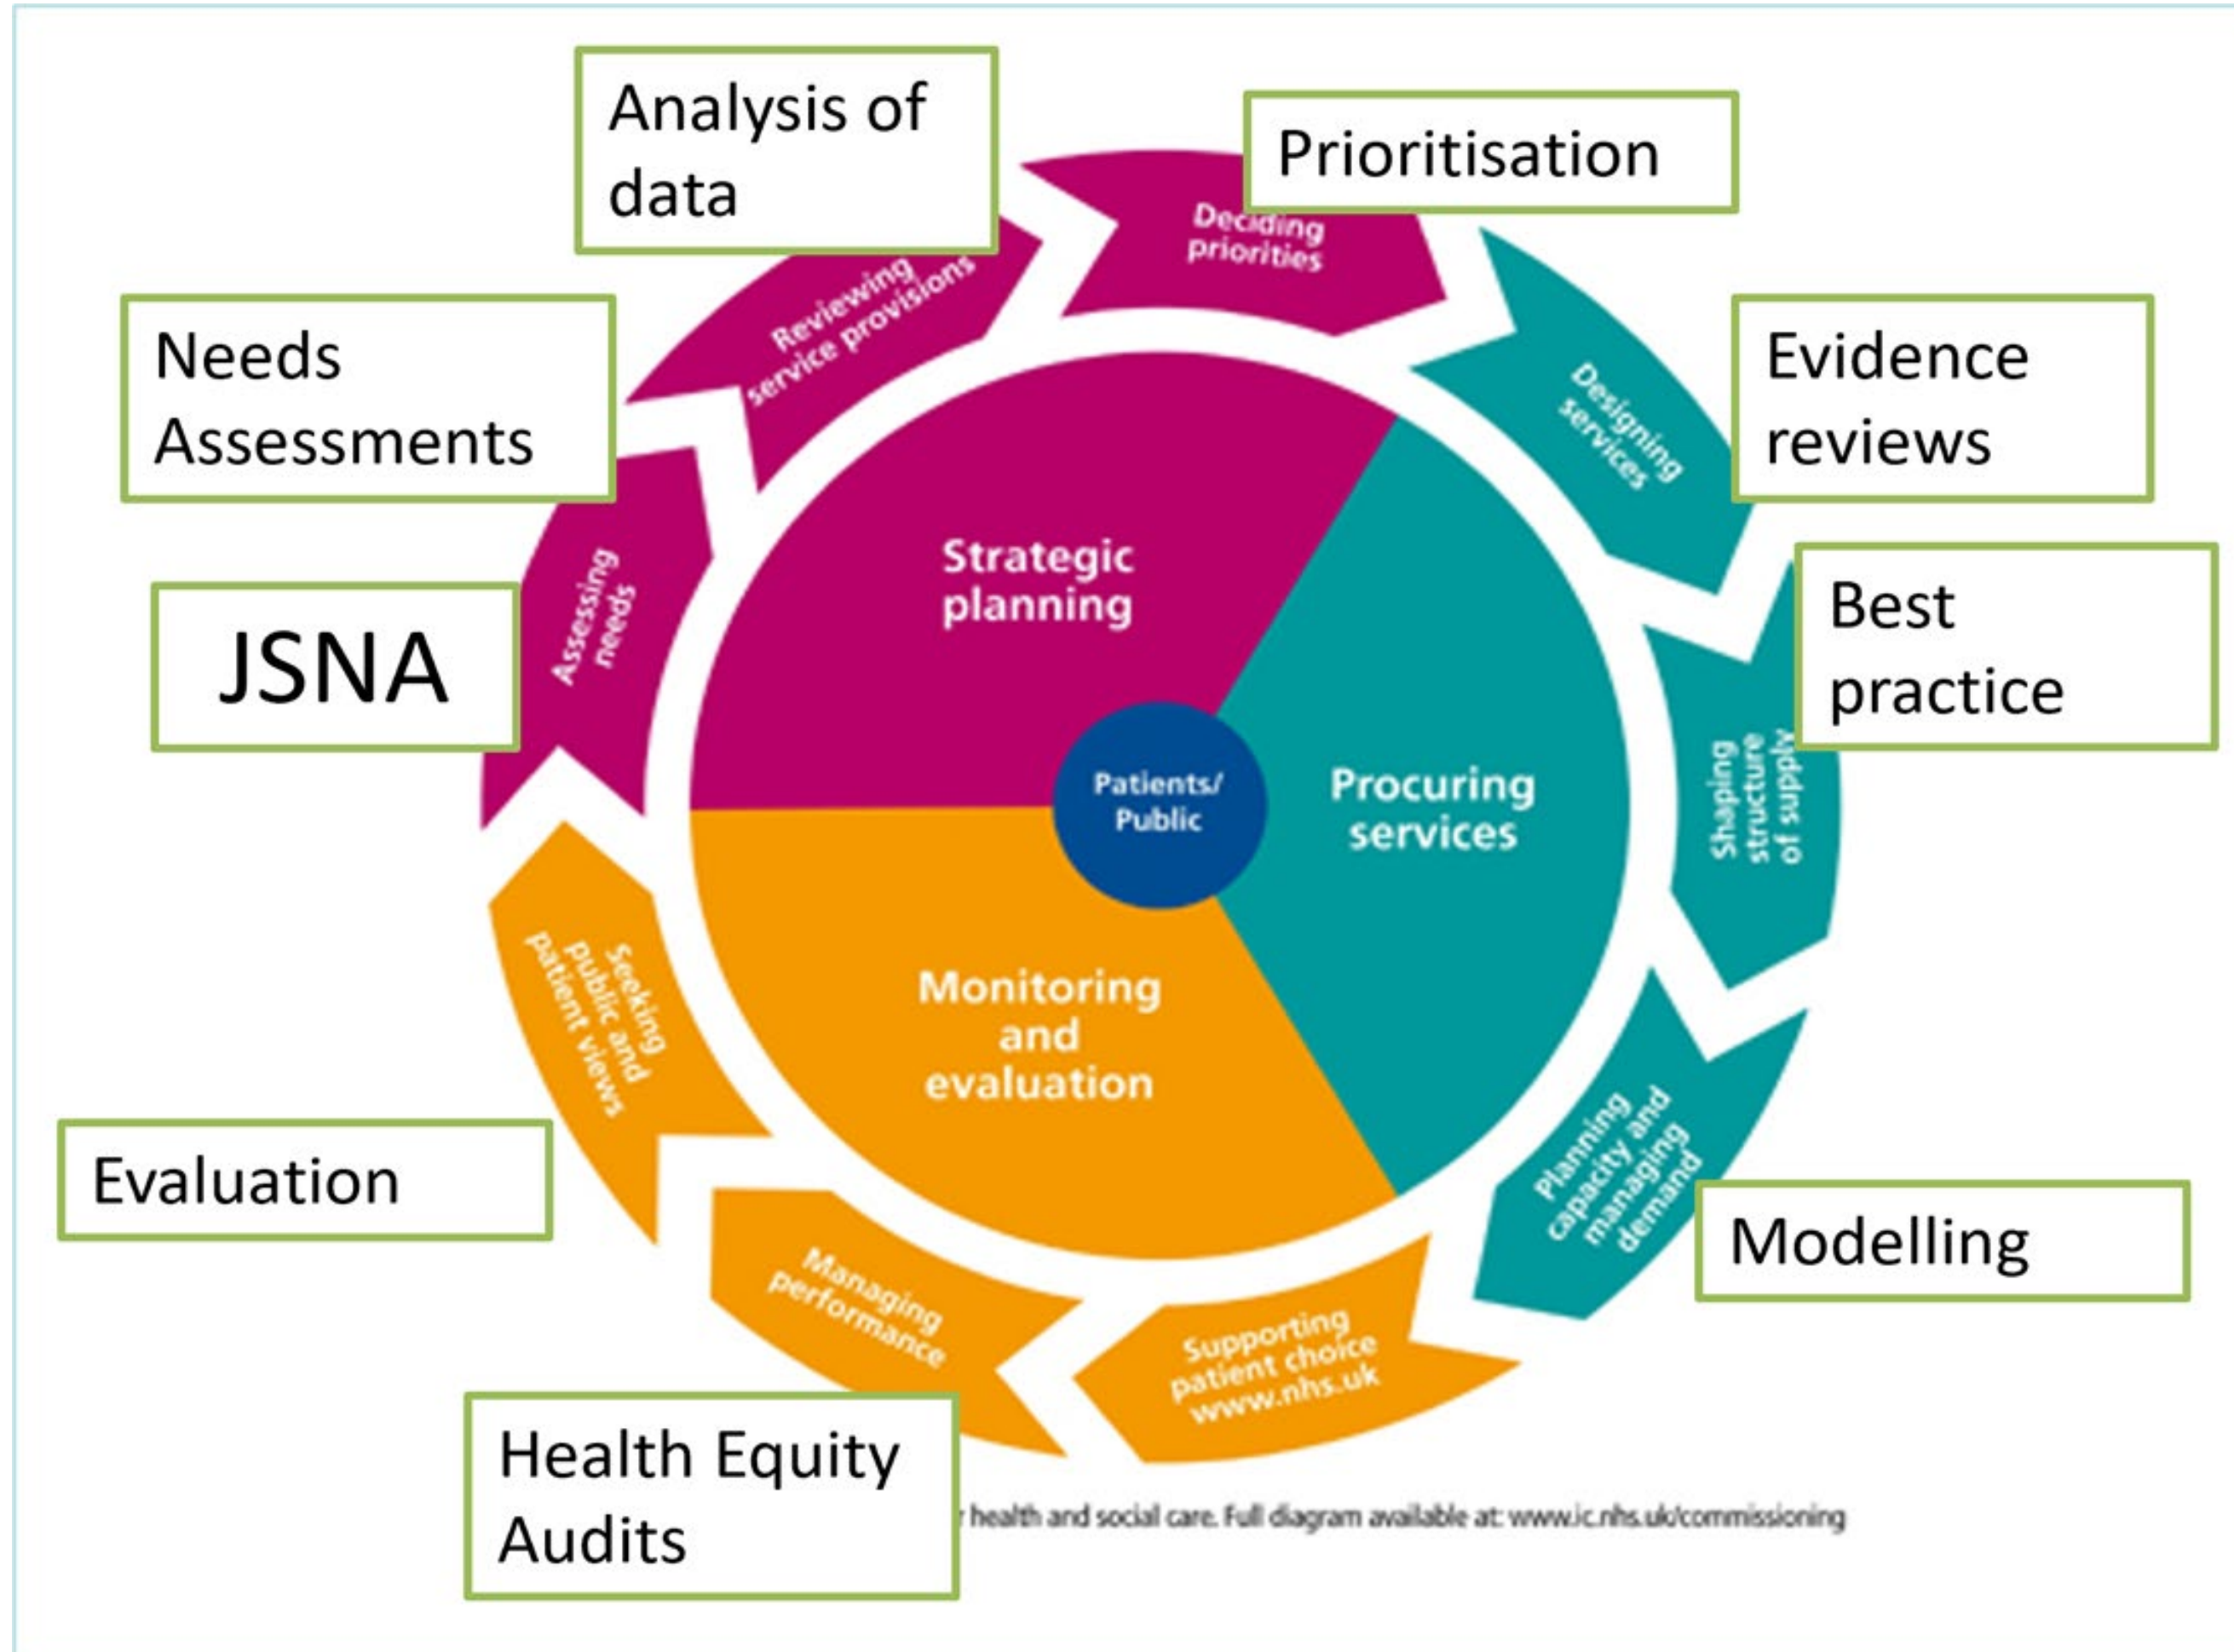 Analysis of
data
Prioritisation
Deciding
priorities
Reviewing
service provisions
Needs
Assessments
Designing
services
Evidence
reviews
JSNA
Assessing
needs
Strategic
planning
Best
practice
Shaping
structure
of supply
Patients/
Public
Procuring
services
Seeking
public and
patient views
Monitoring
and
evaluation
Planning
capacity and
managing
demand
Evaluation
Modelling
Managing
performance
Supporting
patient choice
www.nhs.uk
Health Equity
Audits
health and social care. Full diagram available at: www.ic.nhs.uk/commissioning